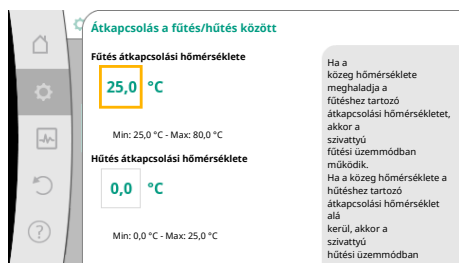 Átkapcsolás a fűtés/hűtés között
Fűtés átkapcsolási hőmérséklete
25,0 °C
Min: 25,0 °C - Max: 80,0 °C
Hűtés átkapcsolási hőmérséklete
0,0 °C
Min: 0,0 °C - Max: 25,0 °C
Ha a
közeg hőmérséklete
meghaladja a
fűtéshez tartozó
átkapcsolási hőmérsékletet,
akkor a
szivattyú
fűtési üzemmódban
működik.
Ha a közeg hőmérséklete a
hűtéshez tartozó
átkapcsolási hőmérséklet
alá
kerül, akkor a
szivattyú
hűtési üzemmódban